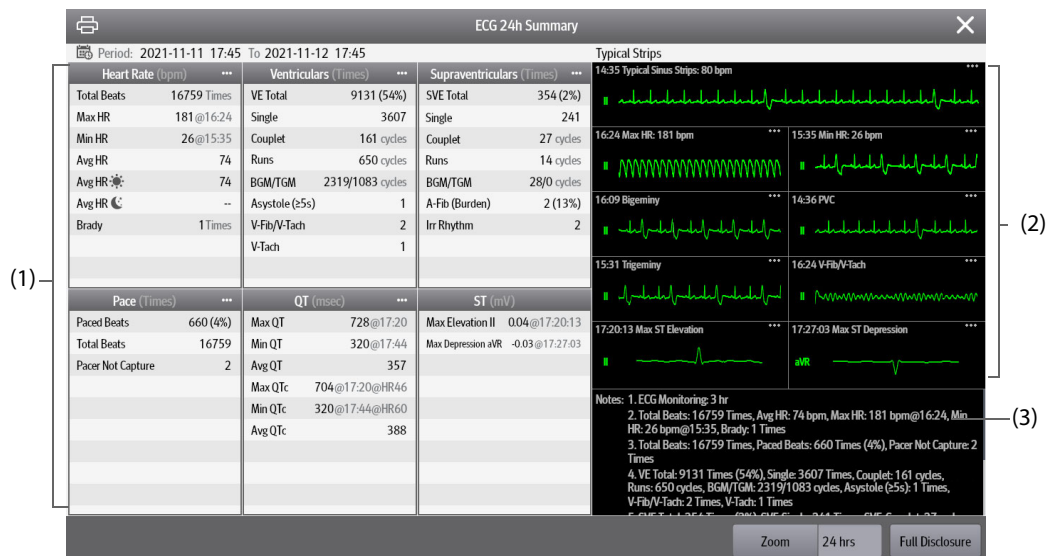 ECG 24h Summary
Period: 2021-11-11 17:45 To 2021-11-12 17:45
Typical Strips
(1)
Heart Rate (bpm)
Total Beats 16759 Times
Max HR 181@16:24
Min HR 26@15:35
Avg HR 74
Avg HR 74
Avg HR --
Brady 1 Times
Ventriculars (Times)
VE Total 9131 (54%)
Single 3607
Couplet 161 cycles
Runs 650 cycles
BGM/TGM 2319/1083 cycles
Asystole (≥5s) 1
V-Fib/V-Tach 2
V-Tach 1
Supraventriculars (Times)
SVE Total 354 (2%)
Single 241
Couplet 27 cycles
Runs 14 cycles
BGM/TGM 28/0 cycles
A-Fib (Burden) 2 (13%)
Irr Rhythm 2
Pace (Times)
Paced Beats 660 (4%)
Total Beats 16759
Pacer Not Capture 2
QT (msec)
Max QT 728@17:20
Min QT 320@17:44
Avg QT 357
Max QTc 704@17:20@HR46
Min QTc 320@17:44@HR60
Avg QTc 388
ST (mV)
Max Elevation II 0.04@17:20:13
Max Depression aVR -0.03@17:27:03
14:35 Typical Sinus Strips: 80 bpm
II
16:24 Max HR: 181 bpm
II
15:35 Min HR: 26 bpm
II
16:09 Bigeminy
II
14:36 PVC
II
15:31 Trigeminy
II
16:24 V-Fib/V-Tach
II
17:20:13 Max ST Elevation
II
17:27:03 Max ST Depression
aVR
(2)
Notes: 1. ECG Monitoring: 3 hr
2. Total Beats: 16759 Times, Avg HR: 74 bpm, Max HR: 181 bpm@16:24, Min
HR: 26 bpm@15:35, Brady: 1 Times
3. Total Beats: 16759 Times, Paced Beats: 660 Times (4%), Pacer Not Capture: 2
Times
4. VE Total: 9131 Times (54%), Single: 3607 Times, Couplet: 161 cycles,
Runs: 650 cycles, BGM/TGM: 2319/1083 cycles, Asystole (≥5s): 1 Times,
V-Fib/V-Tach: 2 Times, V-Tach: 1 Times
(3)
Zoom
24 hrs
Full Disclosure